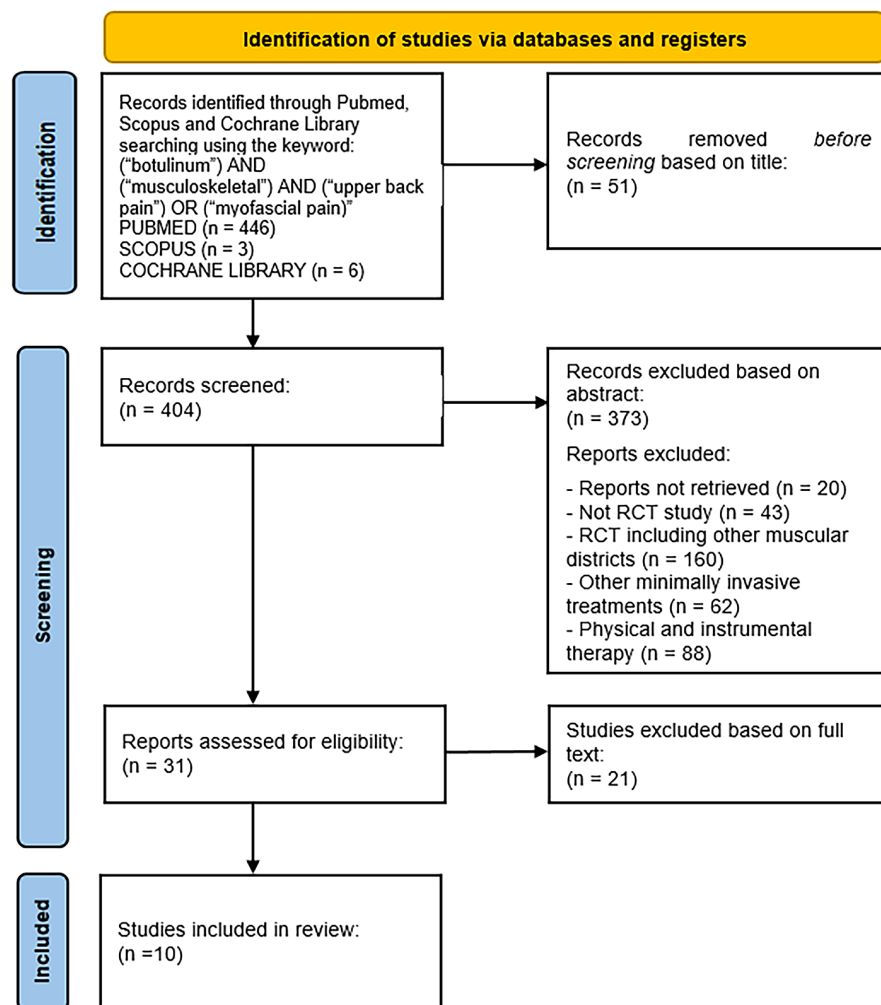 Identification of studies via databases and registers
Identification
Records identified through Pubmed,
Scopus and Cochrane Library
searching using the keyword:
(“botulinum”) AND
(“musculoskeletal”) AND (“upper back
pain”) OR (“myofascial pain)”
PUBMED (n = 446)
SCOPUS (n = 3)
COCHRANE LIBRARY (n = 6)
Records removed before
screening based on title:
(n = 51)
Screening
Records screened:
(n = 404)
Records excluded based on
abstract:
(n = 373)
Reports excluded:
- Reports not retrieved (n = 20)
- Not RCT study (n = 43)
- RCT including other muscular
districts (n = 160)
- Other minimally invasive
treatments (n = 62)
- Physical and instrumental
therapy (n = 88)
Reports assessed for eligibility:
(n = 31)
Studies excluded based on full
text:
(n = 21)
Included
Studies included in review:
(n =10)